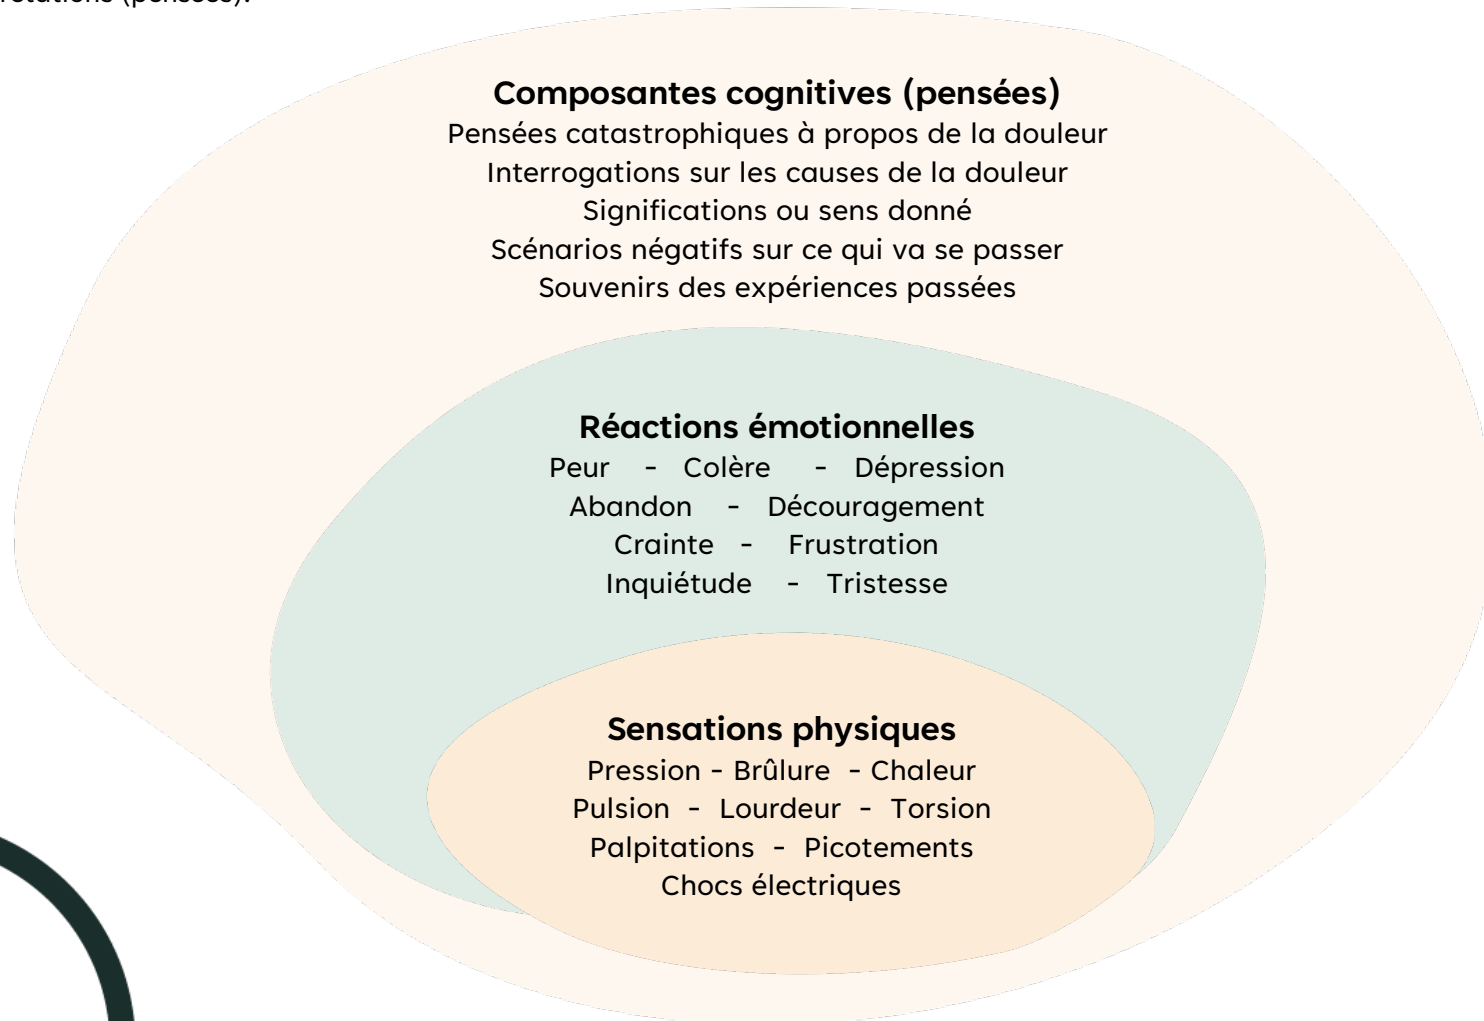 (pensées).
Composantes cognitives (pensées)
Pensées catastrophiques à propos de la douleur
Interrogations sur les causes de la douleur
Significations ou sens donné
Scénarios négatifs sur ce qui va se passer
Souvenirs des expériences passées
Réactions émotionnelles
Peur - Colère - Dépression
Abandon - Découragement
Crainte - Frustration
Inquiétude - Tristesse
Sensations physiques
Pression - Brûlure - Chaleur
Pulsion - Lourdeur - Torsion
Palpitations - Picotements
Chocs électriques